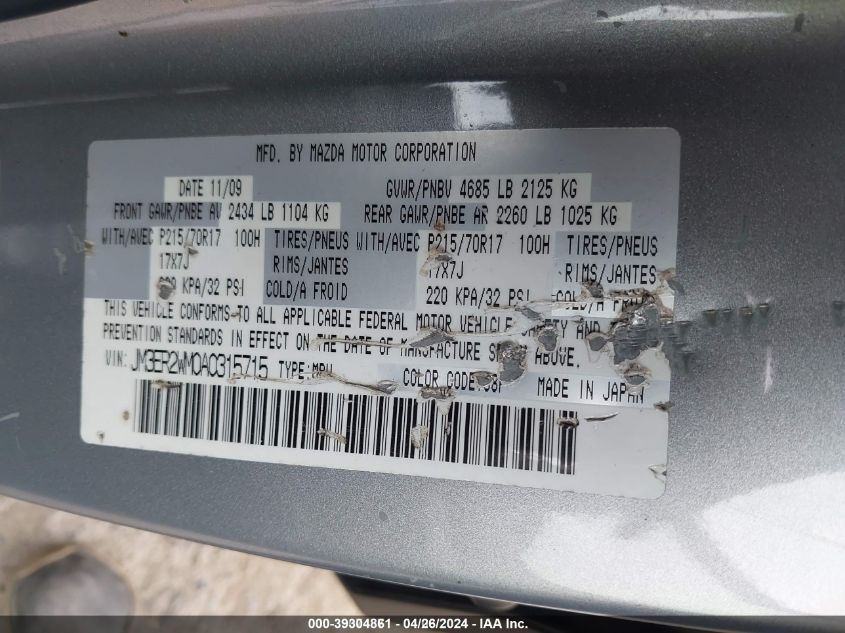 MFD. BY MAZDA MOTOR CORPORATION
DATE 11/09 GVWR/PNBV 4685 LB 2125 KG
FRONT GAWR/PNBE AV 2434 LB 1104 KG REAR GAWR/PNBE AR 2260 LB 1025 KG
WITH/AVEC P215/70R17 100H TIRES/PNEUS WITH/AVEC P215/70R17 100H TIRES/PNEUS
17X7J RIMS/JANTES 17X7J RIMS/JANTES
KPA/32 PSI COLD/A FROID 220 KPA/32 PSI COLD/A
THIS VEHICLE CONFORMS TO ALL APPLICABLE FEDERAL MOTOR VEHICLE SAFETY AND
PREVENTION STANDARDS IN EFFECT ON THE DATE OF MANUFACTURE ABOVE.
VIN: JM3ER2WM0A0315715 TYPE: MPV COLOR CODE: MADE IN JAPAN
000-39304861 - 04/26/2024 - IAA Inc.